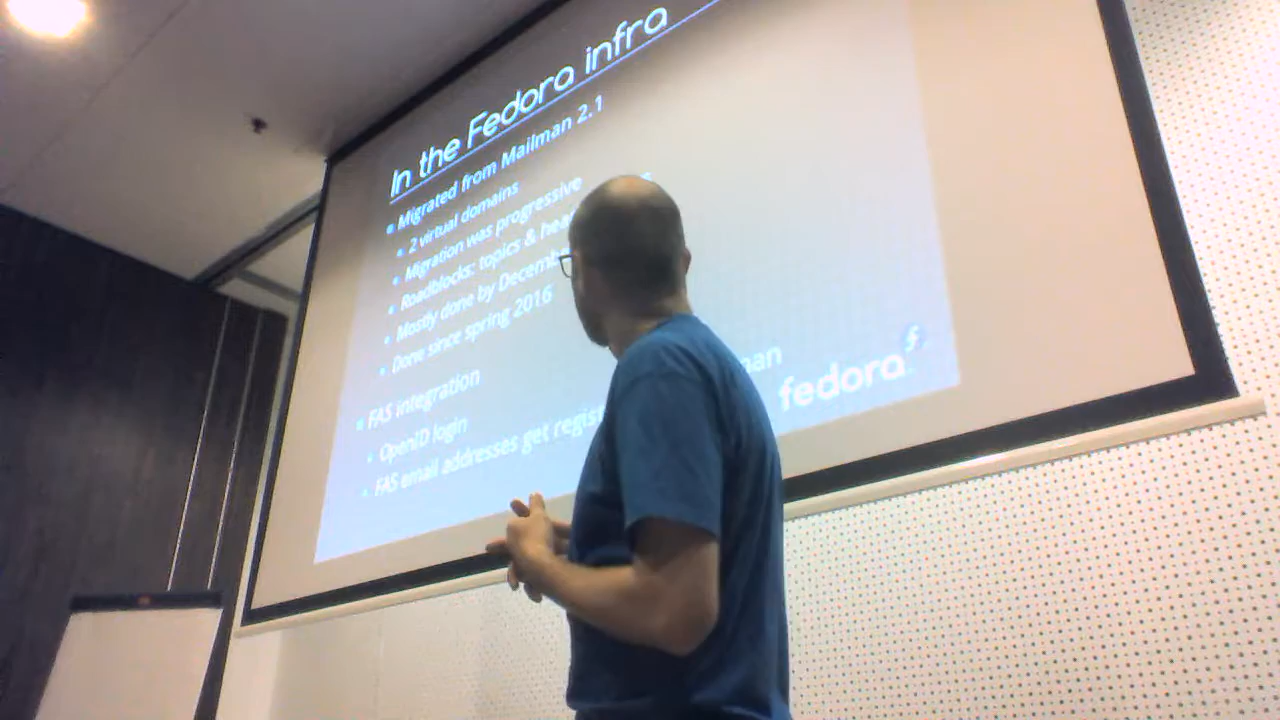 In the Fedora infra
Migrated from Mailman 2.1
2 virtual domains
Migration was progressive
Roadblocks: topics &
Mostly done by
Done since spring 2016
FAS integration
OpenID login
FAS email addresses get
fedora